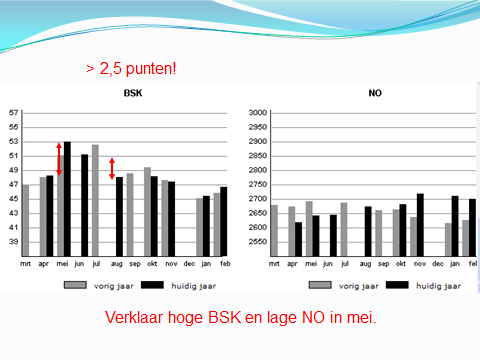 > 2,5 punten!
BSK
57
55
53
51
49
47
45
43
41
39
mrt apr mei jun jul aug sep okt nov dec jan feb
vorig jaar huidig jaar
NO
3000
2950
2900
2850
2800
2750
2700
2650
2600
2550
mrt apr mei jun jul aug sep okt nov dec jan feb
vorig jaar huidig jaar
Verklaar hoge BSK en lage NO in mei.